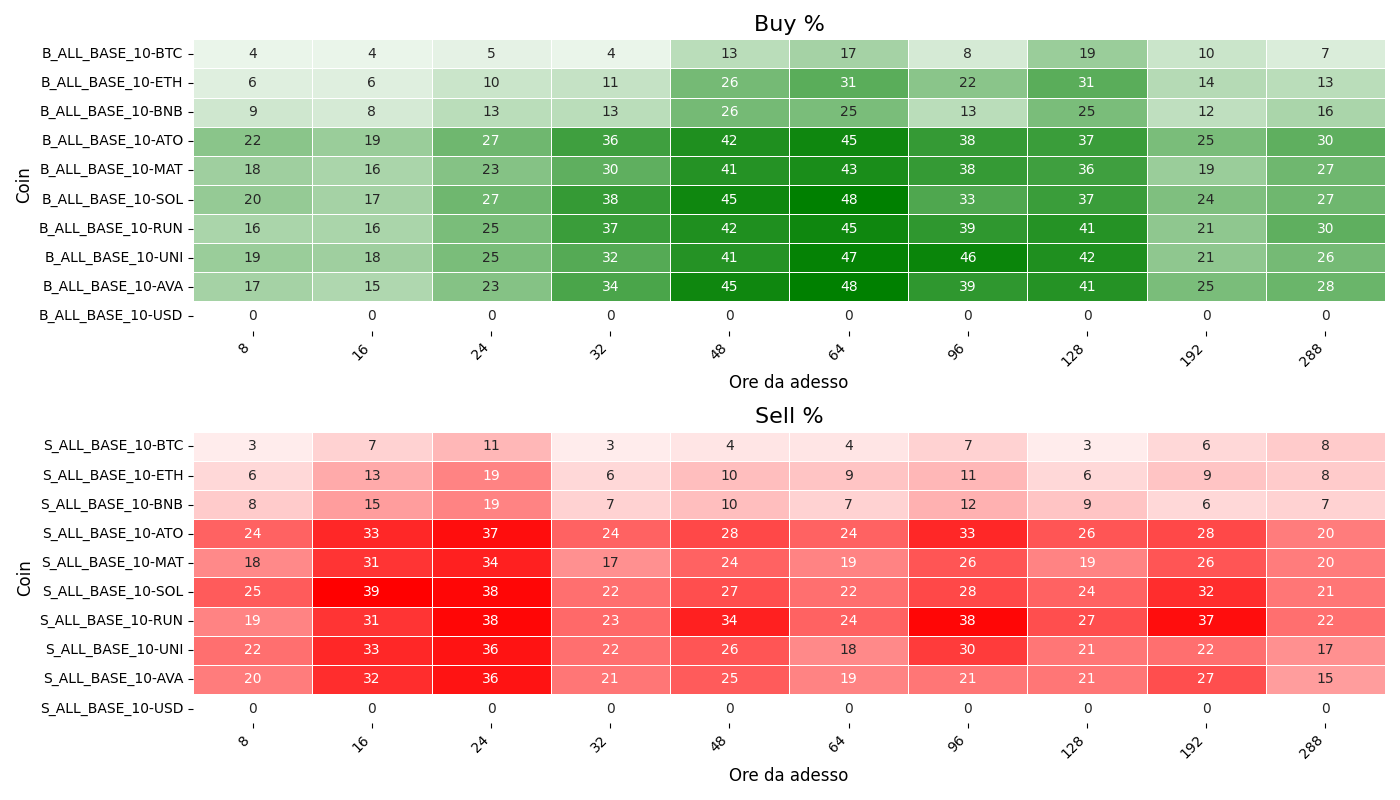 Buy %
Coin
B_ALL_BASE_10-BTC 4 4 5 4 13 17 8 19 10 7
B_ALL_BASE_10-ETH 6 6 10 11 26 31 22 31 14 13
B_ALL_BASE_10-BNB 9 8 13 13 26 25 13 25 12 16
B_ALL_BASE_10-ATO 22 19 27 36 42 45 38 37 25 30
B_ALL_BASE_10-MAT 18 16 23 30 41 43 38 36 19 27
B_ALL_BASE_10-SOL 20 17 27 38 45 48 33 37 24 27
B_ALL_BASE_10-RUN 16 16 25 37 42 45 39 41 21 30
B_ALL_BASE_10-UNI 19 18 25 32 41 47 46 42 21 26
B_ALL_BASE_10-AVA 17 15 23 34 45 48 39 41 25 28
B_ALL_BASE_10-USD 0 0 0 0 0 0 0 0 0 0
8 16 24 32 48 64 96 128 192 288
Ore da adesso
Sell %
Coin
S_ALL_BASE_10-BTC 3 7 11 3 4 4 7 3 6 8
S_ALL_BASE_10-ETH 6 13 19 6 10 9 11 6 9 8
S_ALL_BASE_10-BNB 8 15 19 7 10 7 12 9 6 7
S_ALL_BASE_10-ATO 24 33 37 24 28 24 33 26 28 20
S_ALL_BASE_10-MAT 18 31 34 17 24 19 26 19 26 20
S_ALL_BASE_10-SOL 25 39 38 22 27 22 28 24 32 21
S_ALL_BASE_10-RUN 19 31 38 23 34 24 38 27 37 22
S_ALL_BASE_10-UNI 22 33 36 22 26 18 30 21 22 17
S_ALL_BASE_10-AVA 20 32 36 21 25 19 21 21 27 15
S_ALL_BASE_10-USD 0 0 0 0 0 0 0 0 0 0
8 16 24 32 48 64 96 128 192 288
Ore da adesso